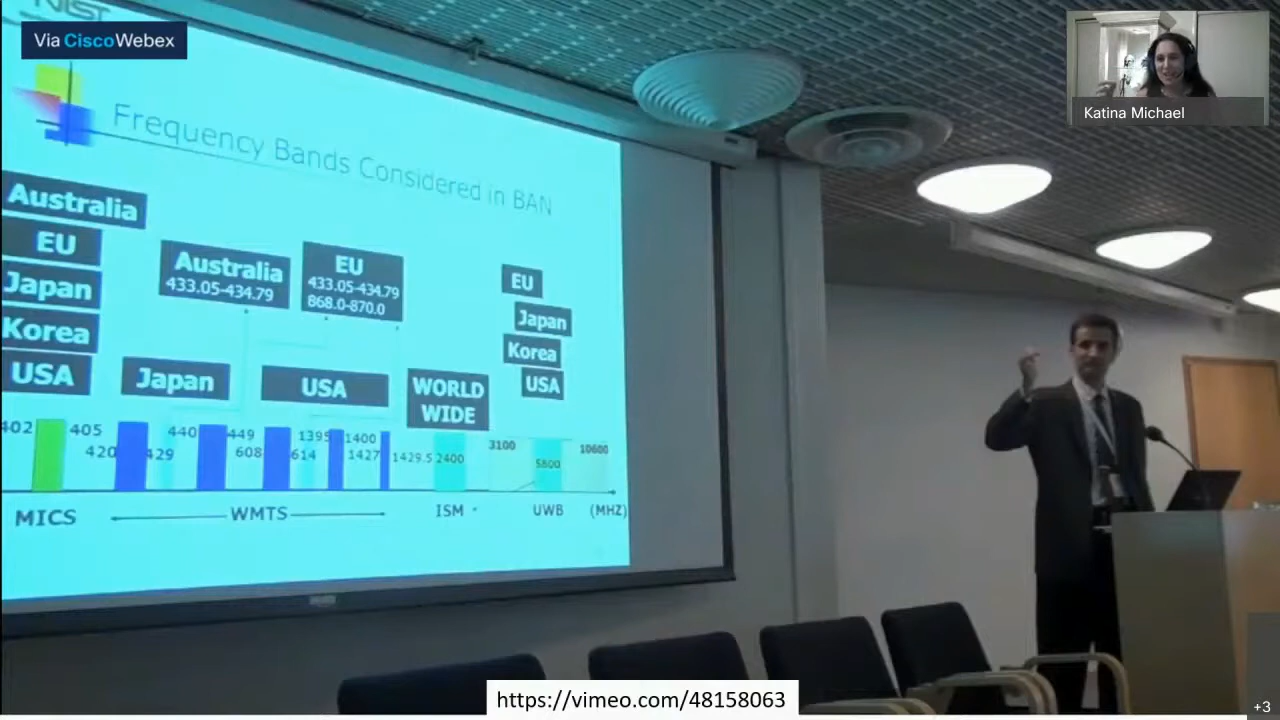 NIST
Via CiscoWebex
Katina Michael
Frequency Bands Considered in BAN
Australia
EU
Japan
Korea
USA
Australia
433.05-434.79
EU
433.05-434.79
868.0-870.0
EU
Japan
Korea
USA
Japan
USA
WORLD
WIDE
402
405
420
429
440
449
608
614
1395
1400
1427
1429.5
2400
3100
5800
10600
MICS
WMTS
ISM
UWB
(MHZ)
https://vimeo.com/48158063
+3